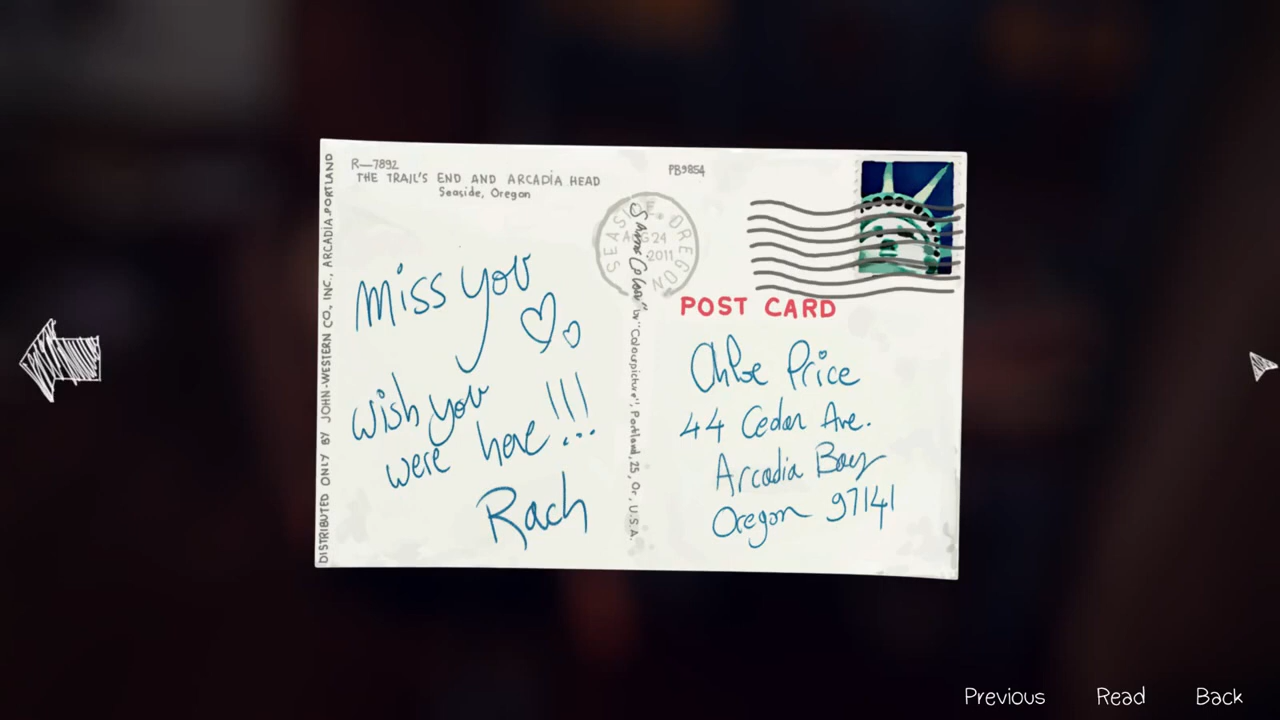 R—7892
THE TRAIL'S END AND ARCADIA HEAD
Seaside, Oregon
PB9854
DISTRIBUTED ONLY BY JOHN-WESTERN CO., INC., ARCADIA-PORTLAND
SEASIDE, OREGON
AUG 24
2011
by "Colourpicture", Portland, 25, Or, U.S.A.
Miss you
Wish you
were here!!!
Rach
POST CARD
Chloe Price
44 Cedar Ave.
Arcadia Bay
Oregon 97141
Previous
Read
Back